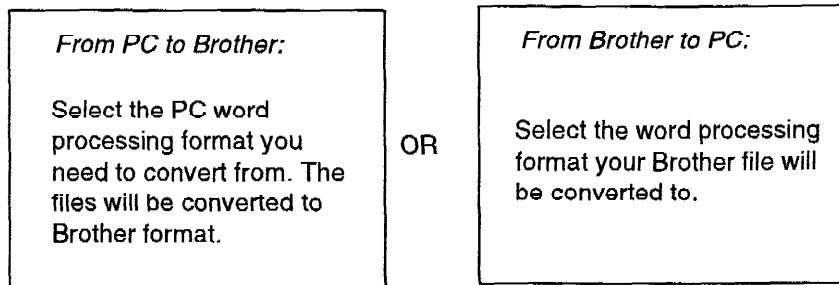 From PC to Brother:
Select the PC word
processing format you
need to convert from. The
files will be converted to
Brother format.
OR
From Brother to PC:
Select the word processing
format your Brother file will
be converted to.